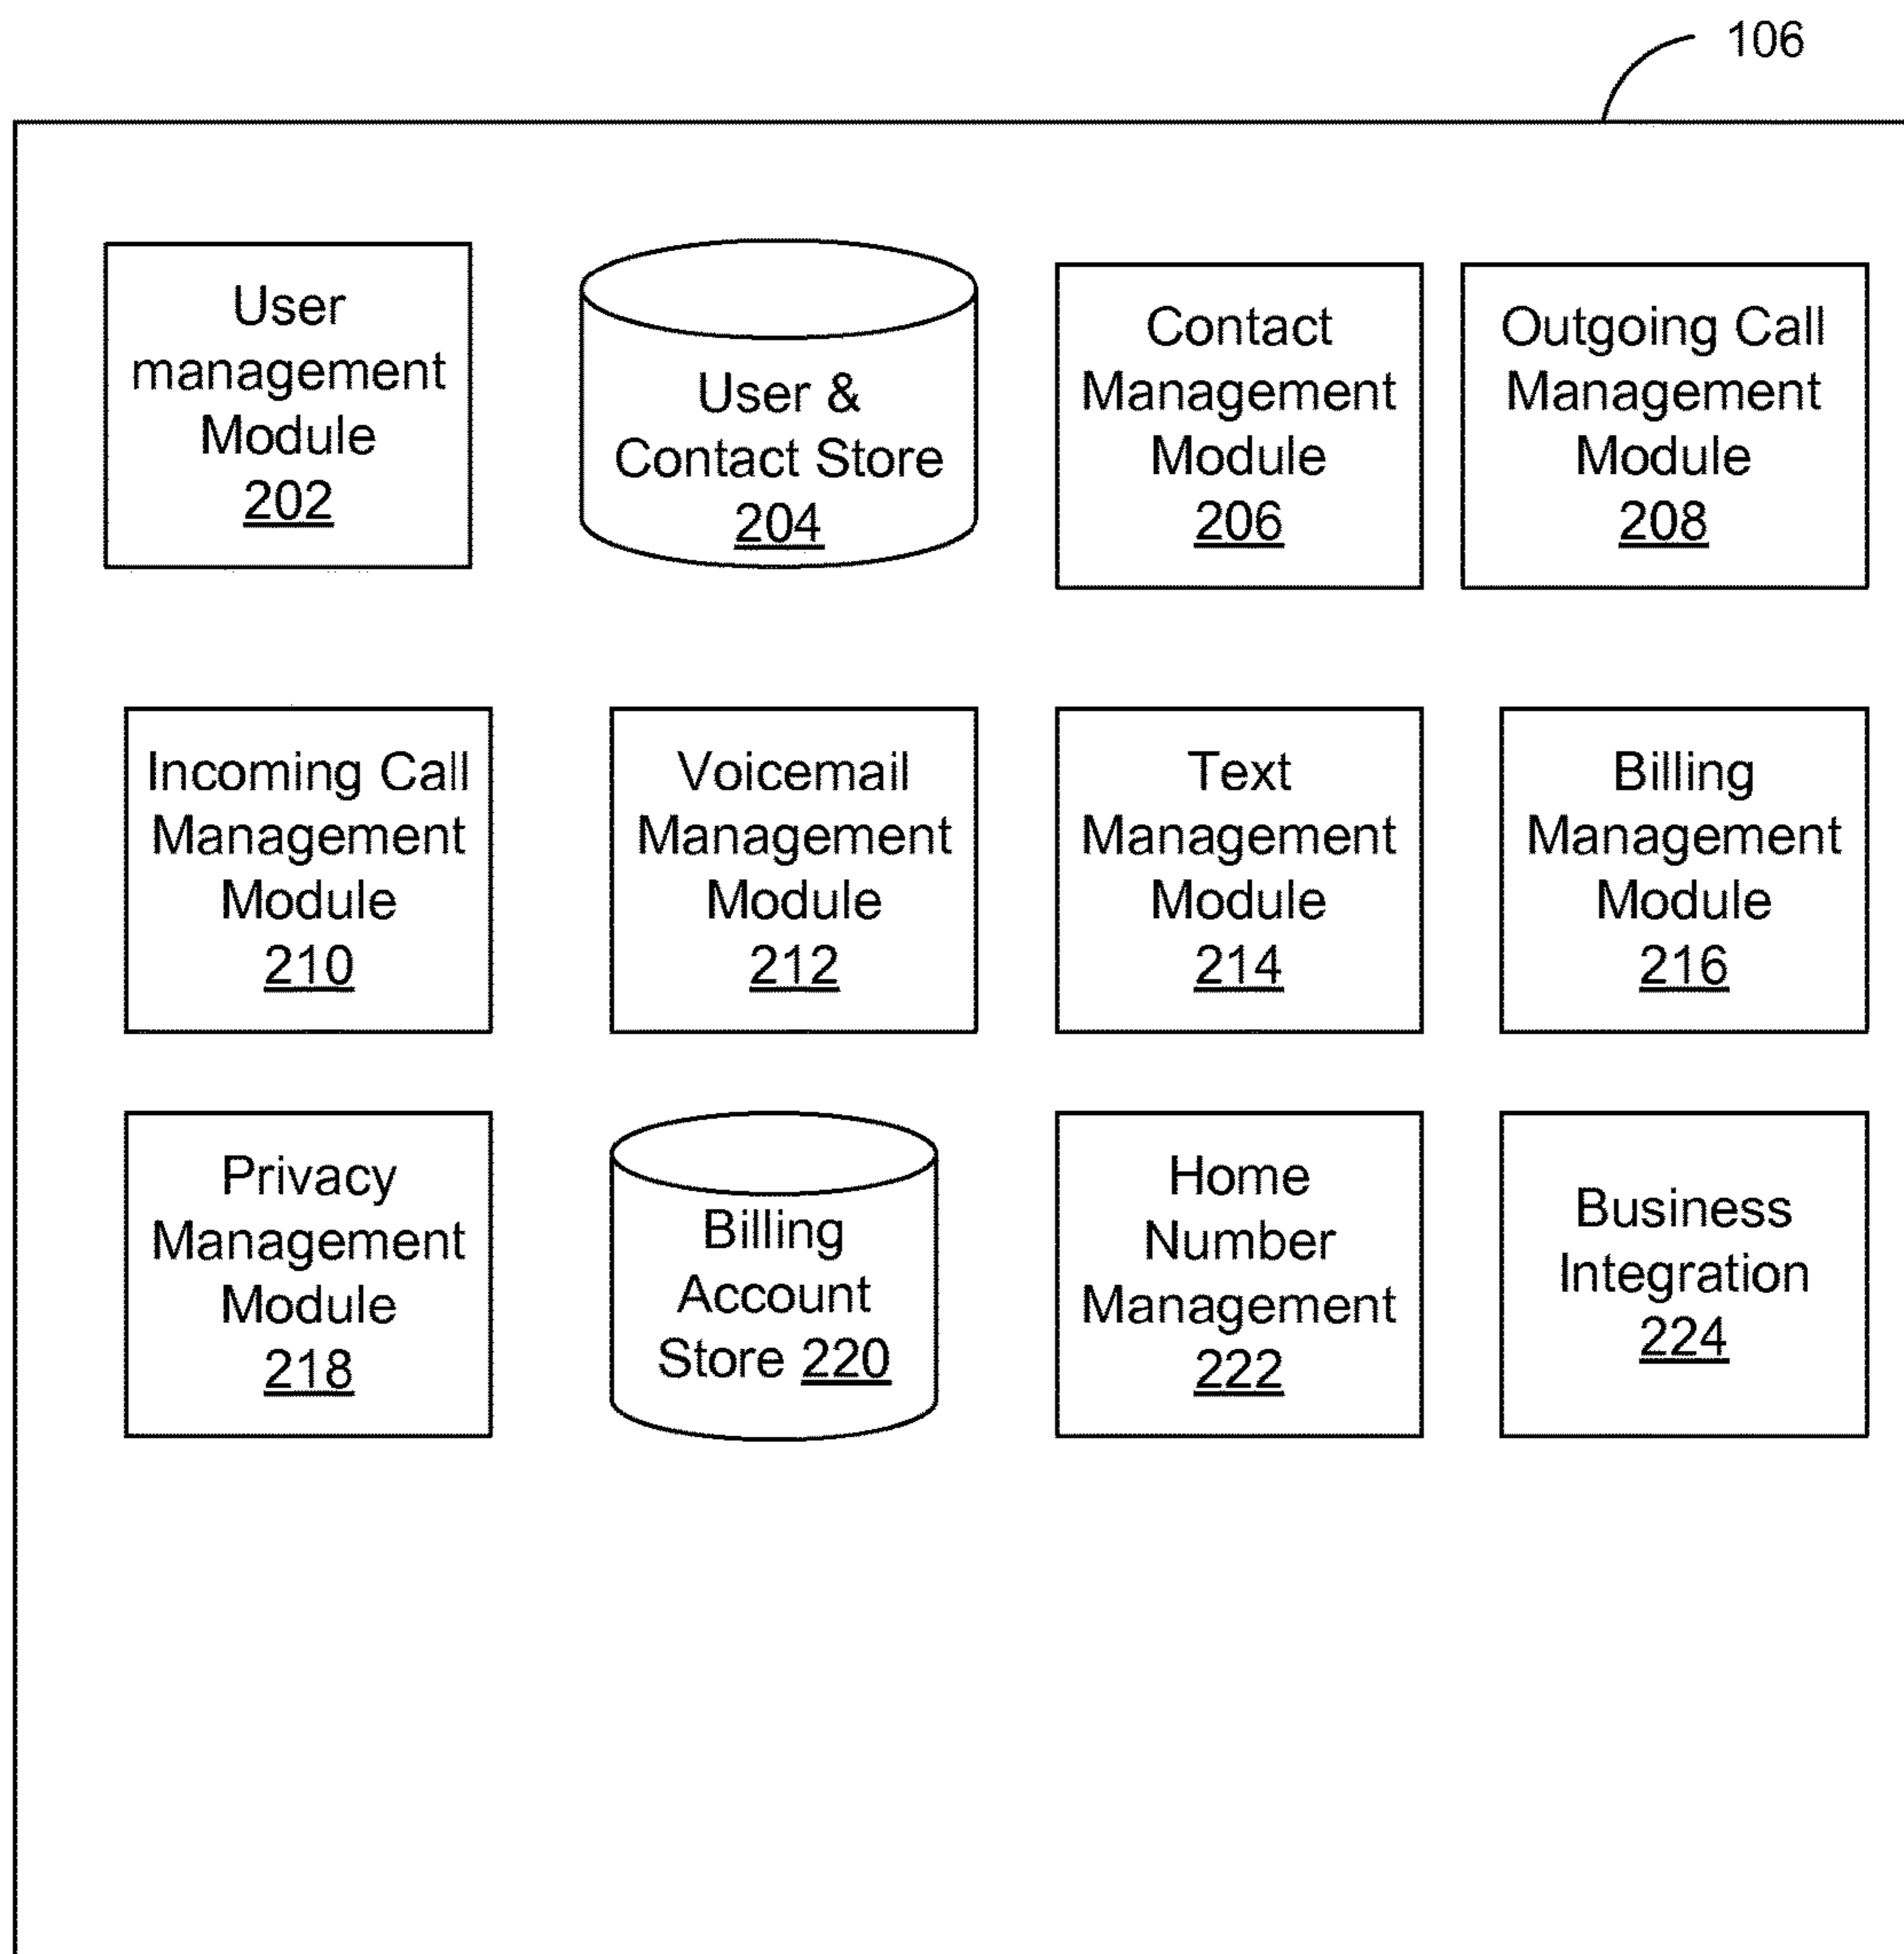 106
User
management
Module
202
User &
Contact Store
204
Contact
Management
Module
206
Outgoing Call
Management
Module
208
Incoming Call
Management
Module
210
Voicemail
Management
Module
212
Text
Management
Module
214
Billing
Management
Module
216
Privacy
Management
Module
218
Billing
Account
Store 220
Home
Number
Management
222
Business
Integration
224